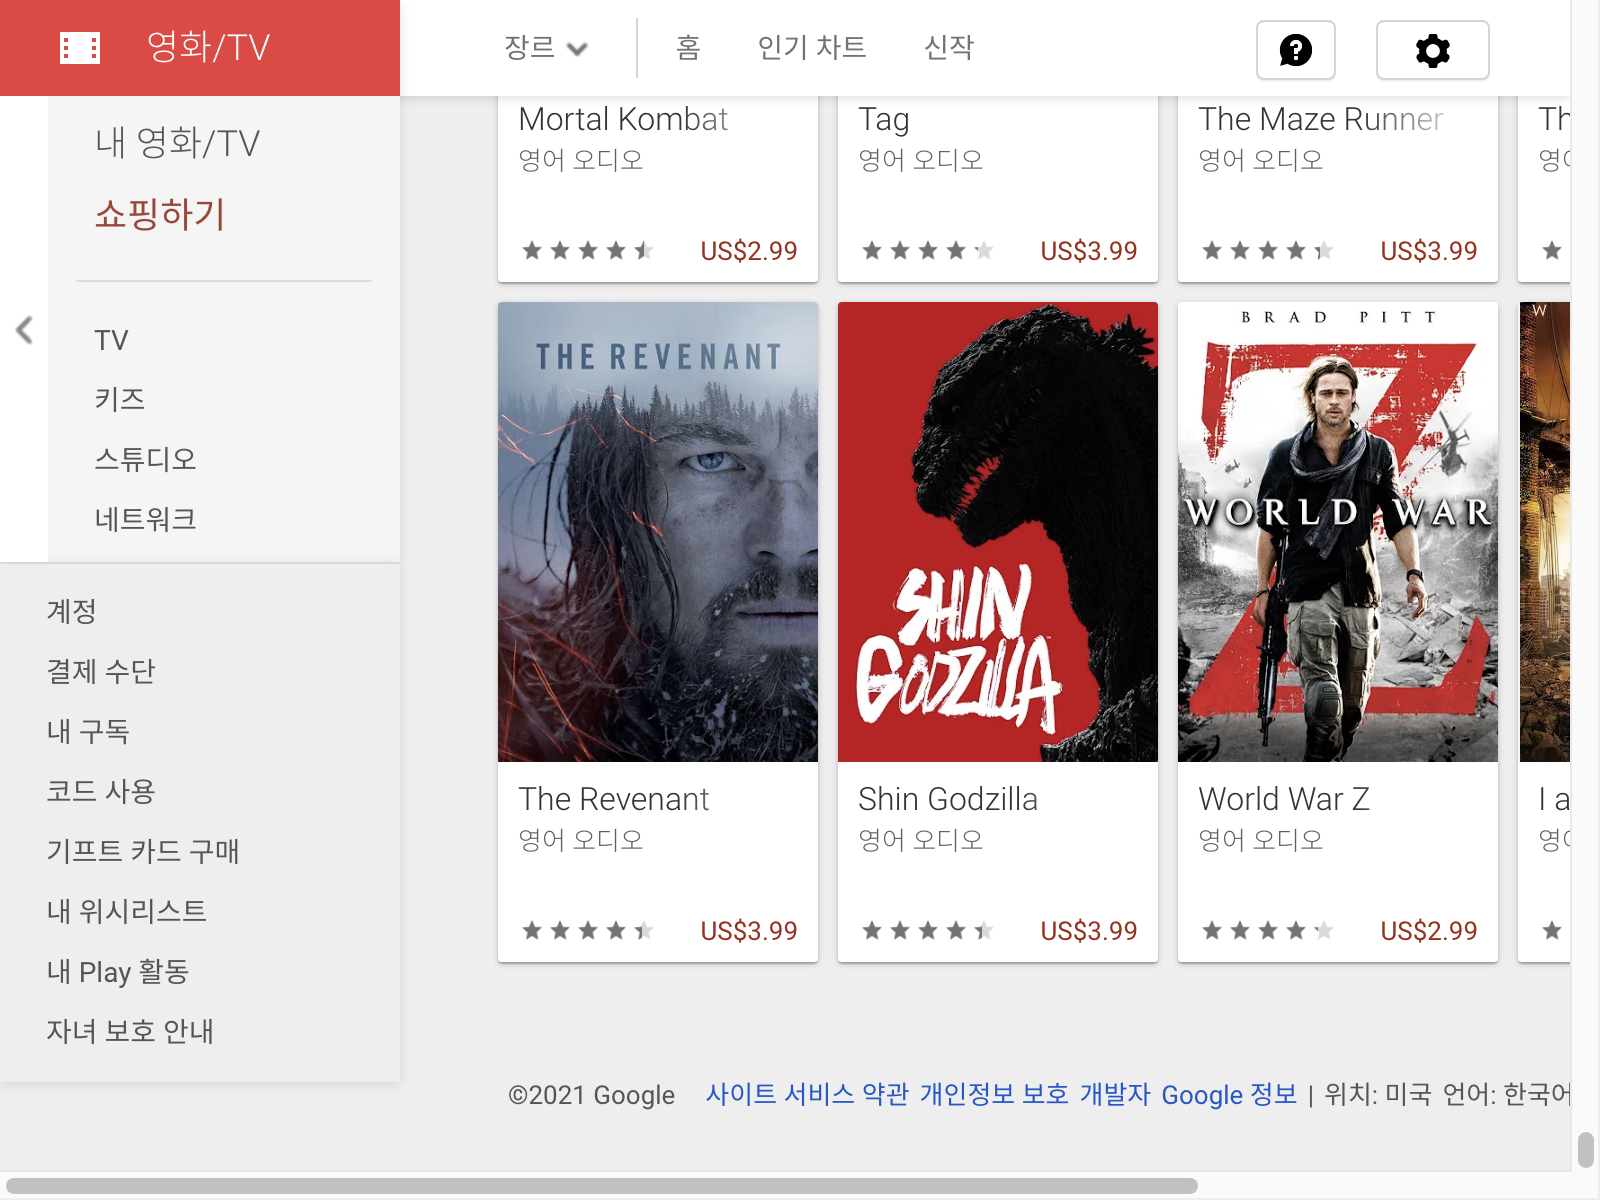 영화/TV
장르
홈
인기 차트
신작
내 영화/TV
쇼핑하기
TV
키즈
스튜디오
네트워크
계정
결제 수단
내 구독
코드 사용
기프트 카드 구매
내 위시리스트
내 Play 활동
자녀 보호 안내
Mortal Kombat
영어 오디오
US$2.99
Tag
영어 오디오
US$3.99
The Maze Runner
영어 오디오
US$3.99
Th
THE REVENANT
The Revenant
영어 오디오
US$3.99
SHIN
GODZILLA
Shin Godzilla
영어 오디오
US$3.99
BRAD PITT
WORLD WAR
Z
World War Z
영어 오디오
US$2.99
W
I a
©2021 Google 사이트 서비스 약관 개인정보 보호 개발자 Google 정보 | 위치: 미국 언어: 한국어